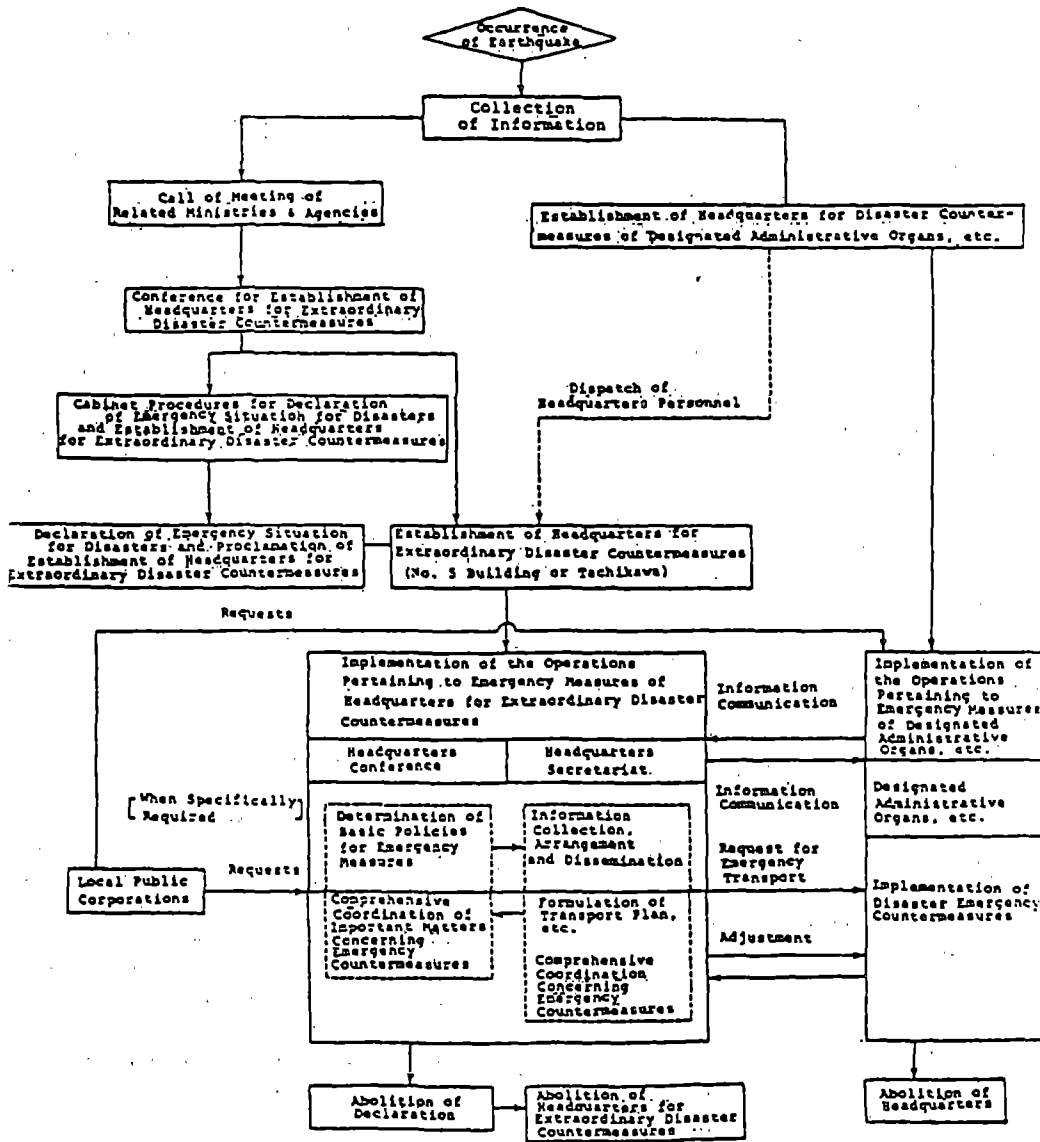 Occurrence
of Earthquake
Collection
of Information
Call of Meeting of
Related Ministries & Agencies
Establishment of Headquarters for Disaster Counter-
measures of Designated Administrative Organs, etc.
Conference for Establishment of
Headquarters for Extraordinary
Disaster Countermeasures
Dispatch of
Headquarters Personnel
Cabinet Procedures for Declaration
of Emergency Situation for Disasters
and Establishment of Headquarters
for Extraordinary Disaster Countermeasures
Declaration of Emergency Situation
for Disasters and Proclamation of
Establishment of Headquarters for
Extraordinary Disaster Countermeasures
Establishment of Headquarters for
Extraordinary Disaster Countermeasures
(No. 5 Building or Tachikawa)
Requests
Implementation of the Operations
Pertaining to Emergency Measures of
Headquarters for Extraordinary Disaster
Countermeasures
Information
Communication
Implementation of
the Operations
Pertaining to
Emergency Measures
of Designated
Administrative
Organs, etc.
Headquarters
Conference
Headquarters
Secretariat.
Information
Communication
Designated
Administrative
Organs, etc.
[When Specifically
Required]
Determination of
Basic Policies
for Emergency
Measures
Information
Collection,
Arrangement
and Dissemination
Request for
Emergency
Transport
Local Public
Corporations
Requests
Comprehensive
Coordination of
Important Matters
Concerning
Emergency
Countermeasures
Formulation of
Transport Plan,
etc.
Comprehensive
Coordination
Concerning
Emergency
Countermeasures
Adjustment
Implementation of
Disaster Emergency
Countermeasures
Abolition of
Declaration
Abolition of
Headquarters for
Extraordinary Disaster
Countermeasures
Abolition of
Headquarters